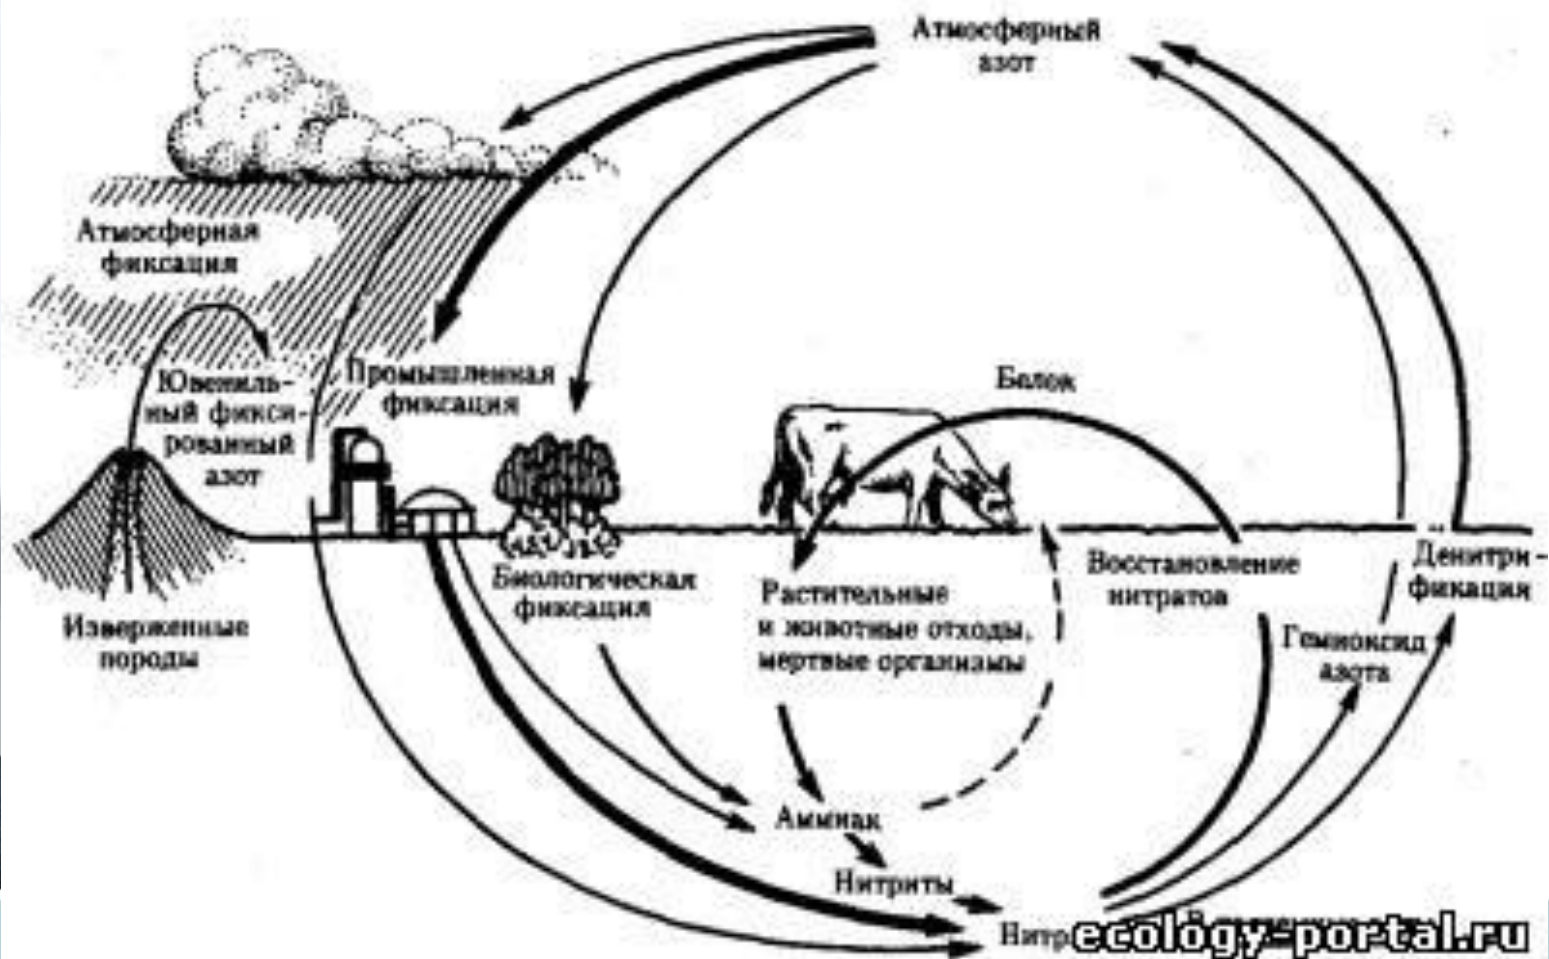 Атмосферный
азот
Атмосферная
фиксация
Ювениль-
ный фикси-
рованный
азот
Промышленная
фиксация
Белок
Изверженные
породы
Биологическая
фиксация
Растительные
и животные отходы,
мертвые организмы
Восстановление
нитратов
Денитри-
фикация
Гемиоксид
азота
Аммиак
Нитриты
ecology-portal.ru